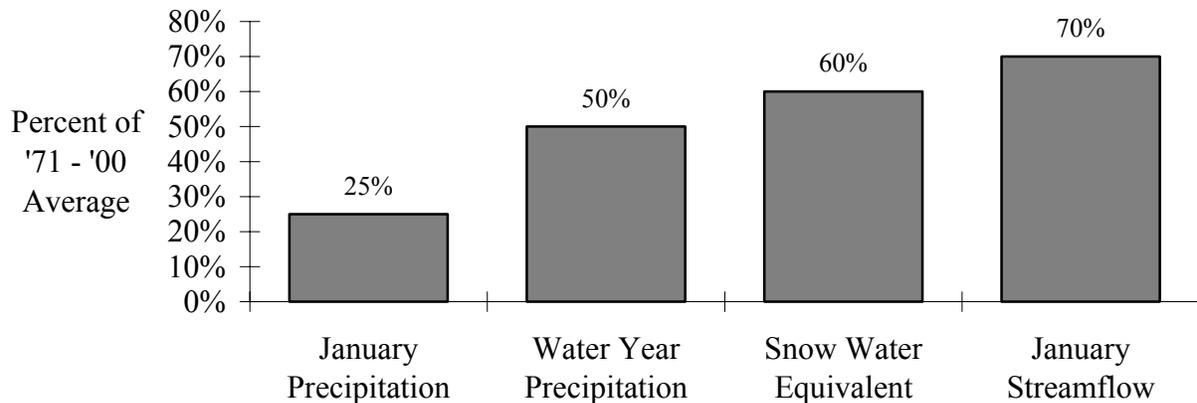 80%
70%
60%
50%
40%
30%
20%
10%
0%
Percent of
'71 - '00
Average
25%
50%
60%
70%
January
Precipitation
Water Year
Precipitation
Snow Water
Equivalent
January
Streamflow